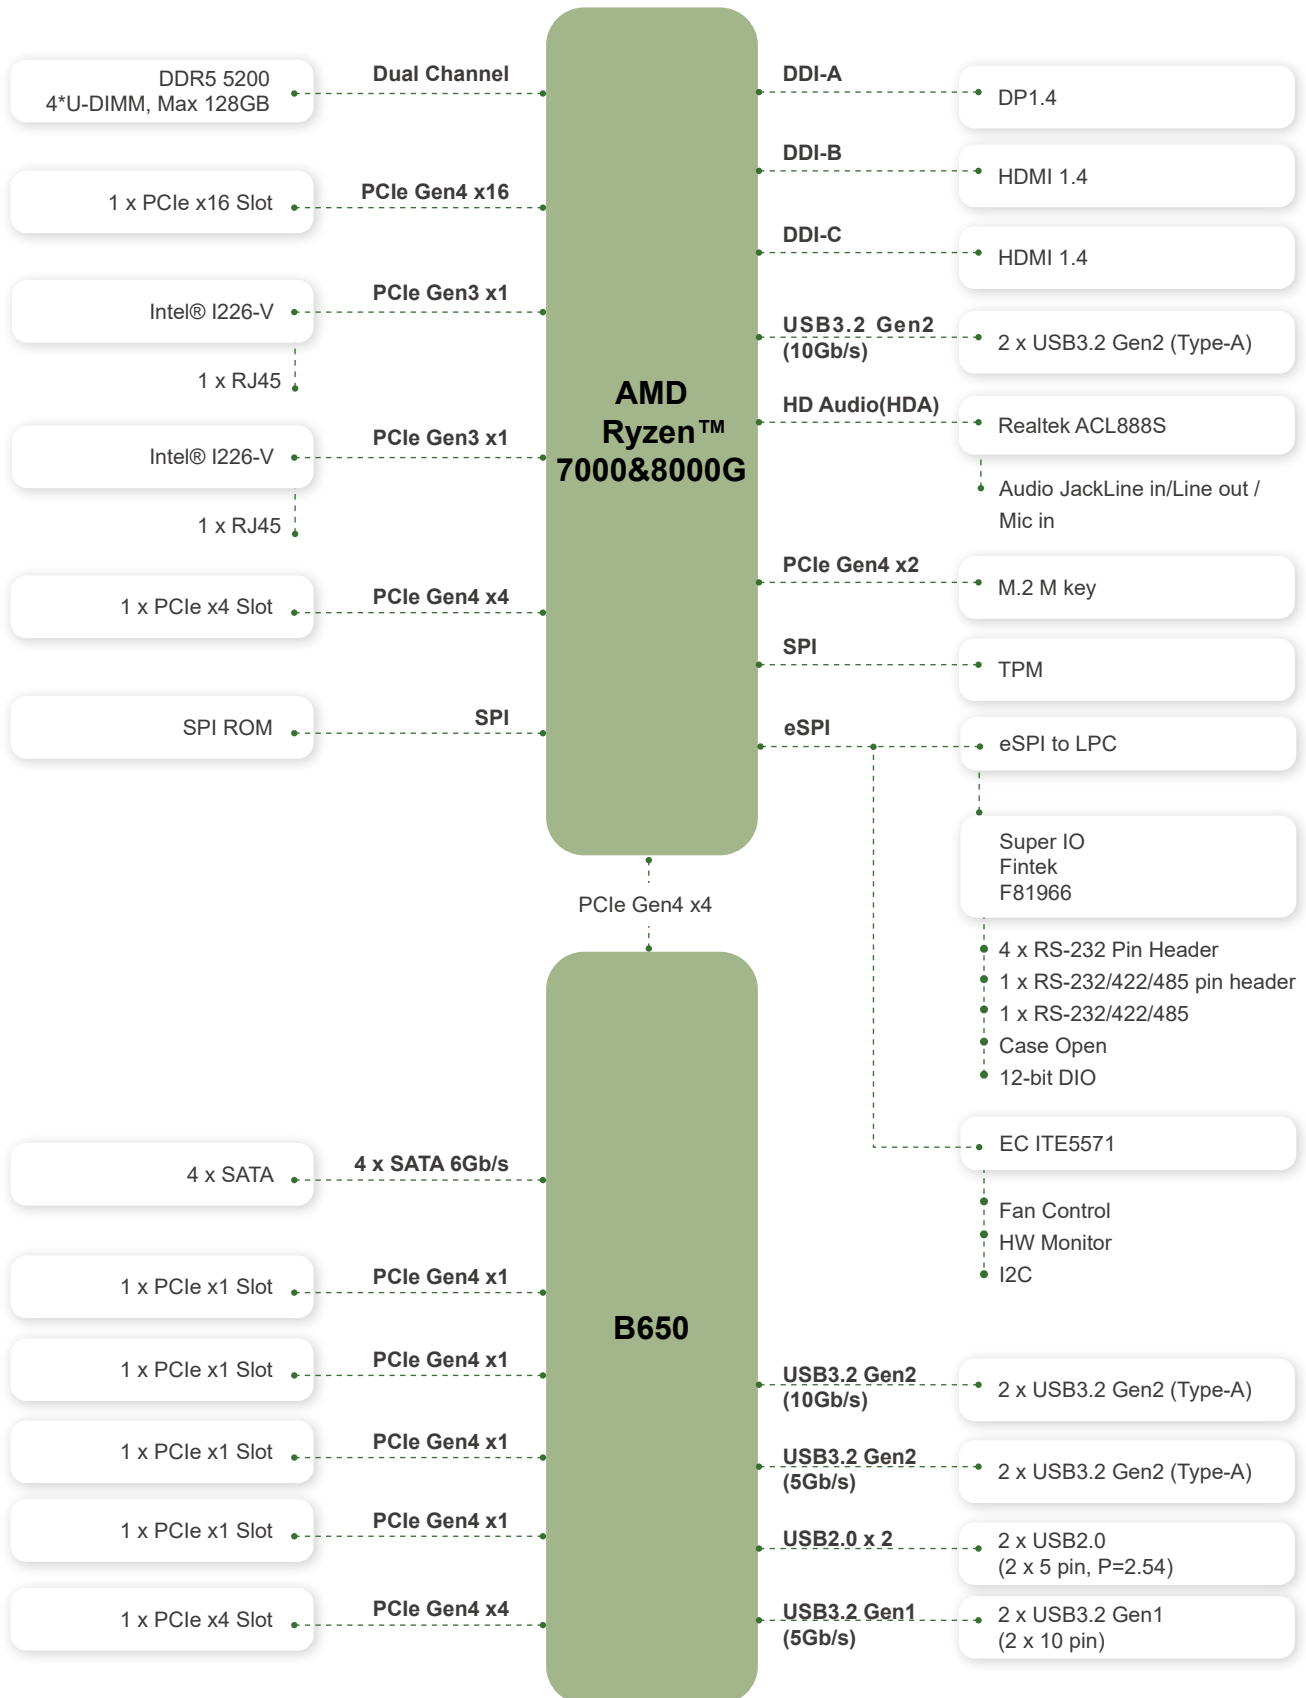 DDR5 5200
4*U-DIMM, Max 128GB
Dual Channel
1 x PCIe x16 Slot
PCIe Gen4 x16
Intel® I226-V
PCIe Gen3 x1
1 x RJ45
Intel® I226-V
PCIe Gen3 x1
1 x RJ45
1 x PCIe x4 Slot
PCIe Gen4 x4
SPI ROM
SPI
AMD
Ryzen™
7000&8000G
DDI-A
DP1.4
DDI-B
HDMI 1.4
DDI-C
HDMI 1.4
USB3.2 Gen2
(10Gb/s)
2 x USB3.2 Gen2 (Type-A)
HD Audio(HDA)
Realtek ACL888S
Audio JackLine in/Line out /
Mic in
PCIe Gen4 x2
M.2 M key
SPI
TPM
eSPI
eSPI to LPC
Super IO
Fintek
F81966
4 x RS-232 Pin Header
1 x RS-232/422/485 pin header
1 x RS-232/422/485
Case Open
12-bit DIO
EC ITE5571
Fan Control
HW Monitor
I2C
PCIe Gen4 x4
4 x SATA
4 x SATA 6Gb/s
1 x PCIe x1 Slot
PCIe Gen4 x1
1 x PCIe x1 Slot
PCIe Gen4 x1
1 x PCIe x1 Slot
PCIe Gen4 x1
1 x PCIe x1 Slot
PCIe Gen4 x1
1 x PCIe x4 Slot
PCIe Gen4 x4
B650
USB3.2 Gen2
(10Gb/s)
2 x USB3.2 Gen2 (Type-A)
USB3.2 Gen2
(5Gb/s)
2 x USB3.2 Gen2 (Type-A)
USB2.0 x 2
2 x USB2.0
(2 x 5 pin, P=2.54)
USB3.2 Gen1
(5Gb/s)
2 x USB3.2 Gen1
(2 x 10 pin)